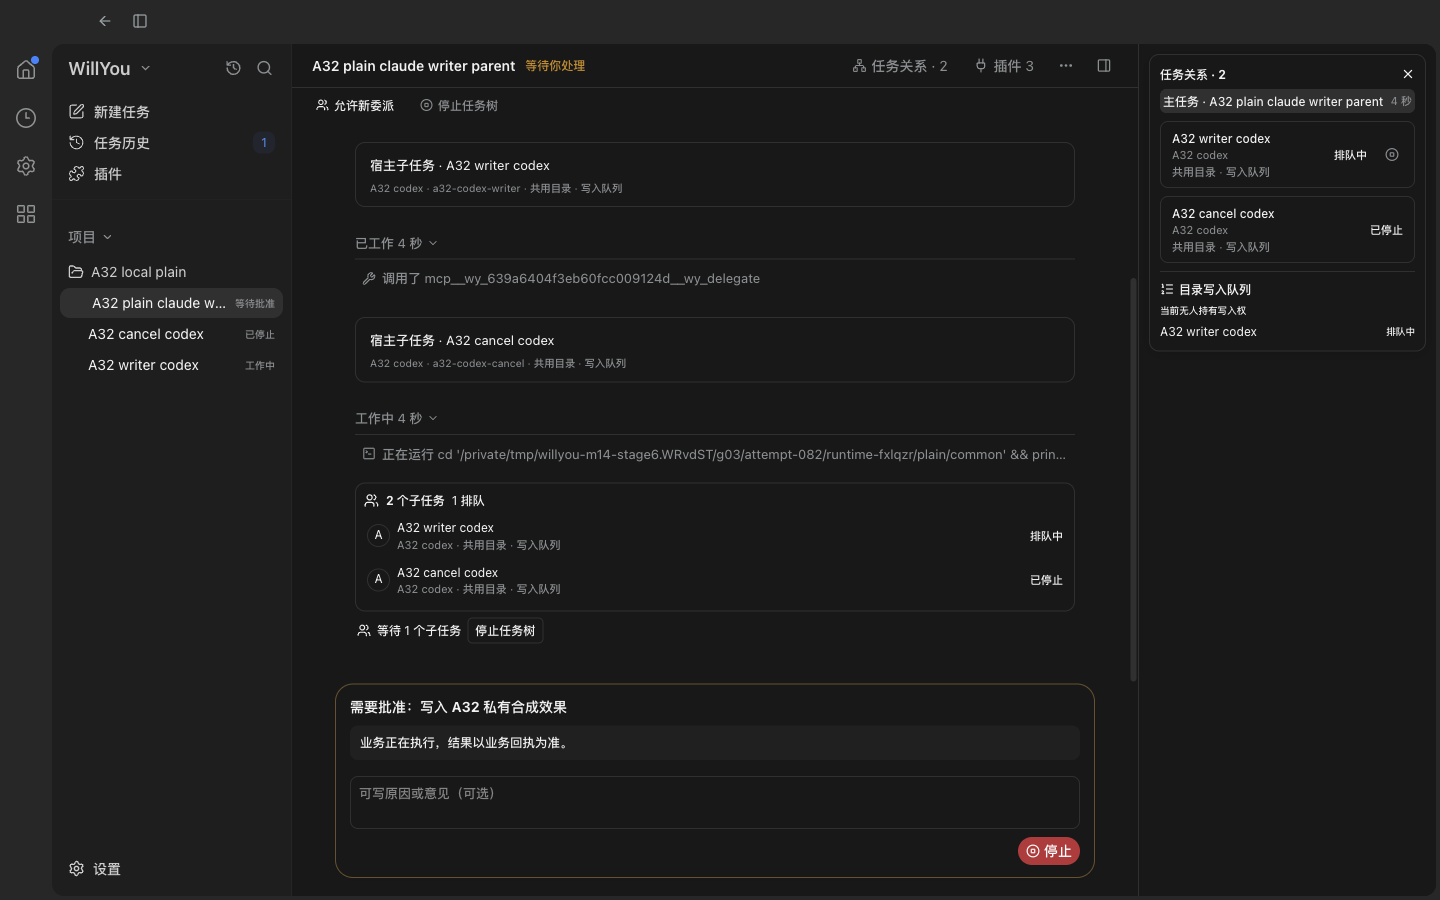 WillYou
新建任务
任务历史 1
插件
项目
A32 local plain
A32 plain claude w... 等待批准
A32 cancel codex 已停止
A32 writer codex 工作中
设置
A32 plain claude writer parent 等待你处理
任务关系 · 2 插件 3
允许新委派 停止任务树
宿主子任务 · A32 writer codex
A32 codex · a32-codex-writer · 共用目录 · 写入队列
已工作 4 秒
调用了 mcp__wy_639a6404f3eb60fcc009124d__wy_delegate
宿主子任务 · A32 cancel codex
A32 codex · a32-codex-cancel · 共用目录 · 写入队列
工作中 4 秒
正在运行 cd '/private/tmp/willyou-m14-stage6.WRvdST/g03/attempt-082/runtime-fxlqzr/plain/common' && prin...
2 个子任务 1 排队
A A32 writer codex
A32 codex · 共用目录 · 写入队列
排队中
A A32 cancel codex
A32 codex · 共用目录 · 写入队列
已停止
等待 1 个子任务 停止任务树
需要批准：写入 A32 私有合成效果
业务正在执行，结果以业务回执为准。
可写原因或意见（可选）
停止
任务关系 · 2
主任务 · A32 plain claude writer parent 4 秒
A32 writer codex
A32 codex
共用目录 · 写入队列
排队中
A32 cancel codex
A32 codex
共用目录 · 写入队列
已停止
目录写入队列
当前无人持有写入权
A32 writer codex 排队中